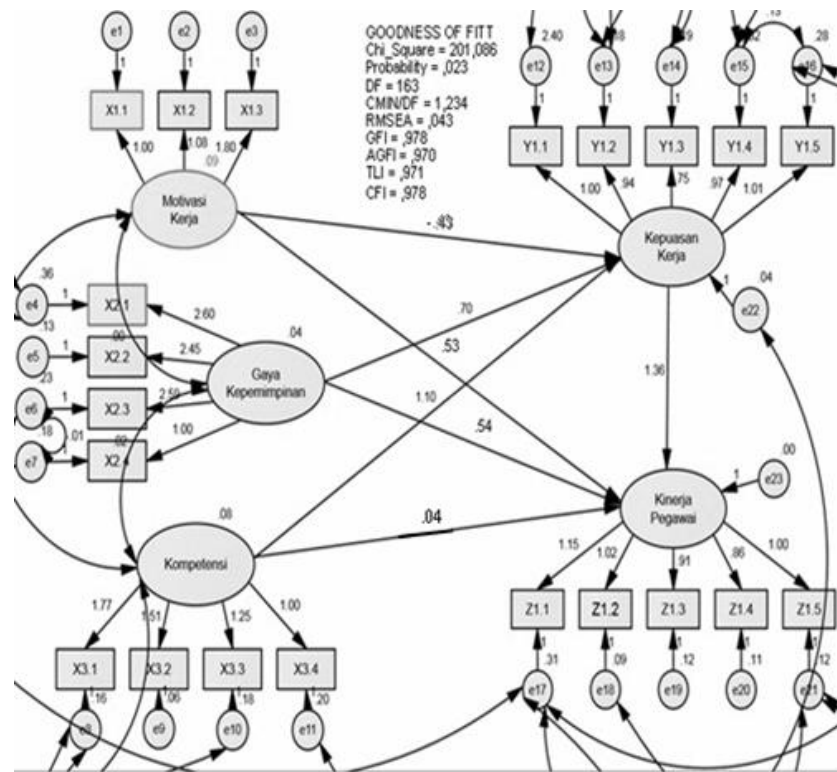 e1
e2
e3
GOODNESS OF FITT
Chi_Square = 201,086
Probability = ,023
DF = 163
CMIN/DF = 1,234
RMSEA = ,043
GFI = ,978
AGFI = ,970
TLI = ,971
CFI = ,978
1
1
1
X1.1
X1.2
X1.3
1.00
1.08
1.80
.09
Motivasi
Kerja
2.40
.13
.28
e12
e13
e14
e15
1
1
1
1
1
Y1.1
Y1.2
Y1.3
Y1.4
Y1.5
1.00
.94
.75
.97
1.01
Kepuasan
Kerja
-.43
.70
.53
1.10
.54
.04
1.36
1
.04
e22
.36
e4
1
X2.1
2.60
.13
e5
1
X2.2
2.45
.04
Gaya
Kepemimpinan
.23
e6
1
X2.3
.18
.01
e7
1.00
.08
Kompetensi
1.77
1.51
1.25
1.00
X3.1
X3.2
X3.3
X3.4
.16
.06
.18
.20
e8
e9
e10
e11
.00
e23
1
Kinerja
Pegawai
1.15
1.02
.91
.86
1.00
Z1.1
Z1.2
Z1.3
Z1.4
Z1.5
1
1
1
1
1
.31
.09
.12
.11
.12
e17
e18
e19
e20
e21